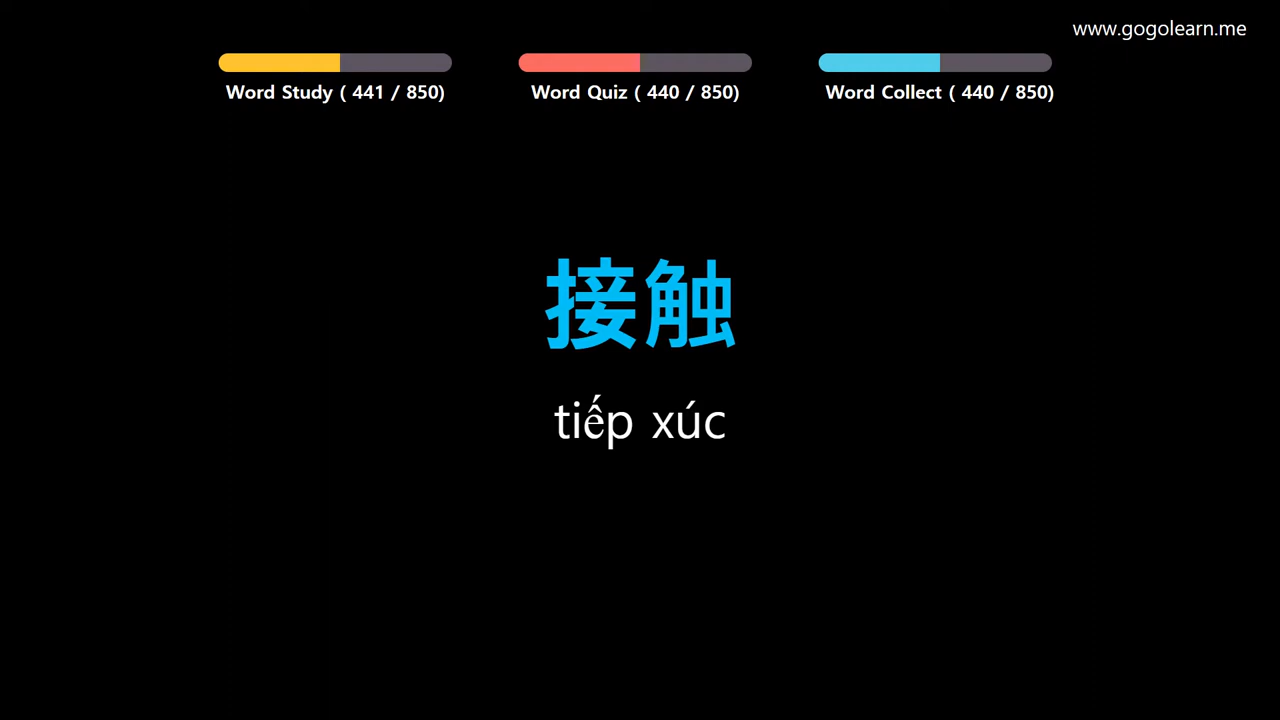 www.gogolearn.me
Word Study ( 441 / 850)
Word Quiz ( 440 / 850)
Word Collect ( 440 / 850)
接触
tiếp xúc